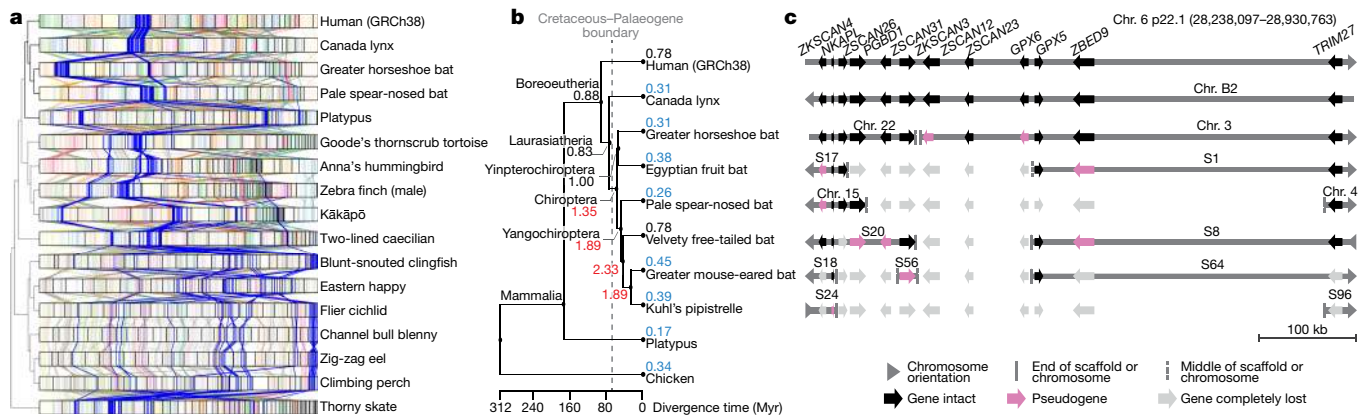 a
Human (GRCh38)
Canada lynx
Greater horseshoe bat
Pale spear-nosed bat
Platypus
Goode's thornscrub tortoise
Anna's hummingbird
Zebra finch (male)
Kākāpō
Two-lined caecilian
Blunt-snouted clingfish
Eastern happy
Flier cichlid
Channel bull blenny
Zig-zag eel
Climbing perch
Thorny skate
b
Cretaceous–Palaeogene
boundary
0.78
Human (GRCh38)
Boreoeutheria
0.88
0.31
Canada lynx
0.31
Greater horseshoe bat
Laurasiatheria
0.83
0.38
Egyptian fruit bat
Yinpterochiroptera
1.00
0.26
Pale spear-nosed bat
Chiroptera
1.35
0.78
Velvety free-tailed bat
Yangochiroptera
1.89
0.45
Greater mouse-eared bat
2.33
0.39
Kuhl's pipistrelle
1.89
Mammalia
0.17
Platypus
0.34
Chicken
312 240 160 80 0 Divergence time (Myr)
c
Chr. 6 p22.1 (28,238,097–28,930,763)
ZKSCAN4
NKAPL
ZSCAN26
PGBD1
ZSCAN31
ZKSCAN3
ZSCAN12
ZSCAN23
GPX6
GPX5
ZBED9
TRIM27
Chr. B2
Chr. 22
Chr. 3
S17
S1
Chr. 15
Chr. 4
S20
S8
S18
S56
S64
S24
S96
100 kb
Chromosome
orientation
End of scaffold or
chromosome
Middle of scaffold or
chromosome
Gene intact
Pseudogene
Gene completely lost